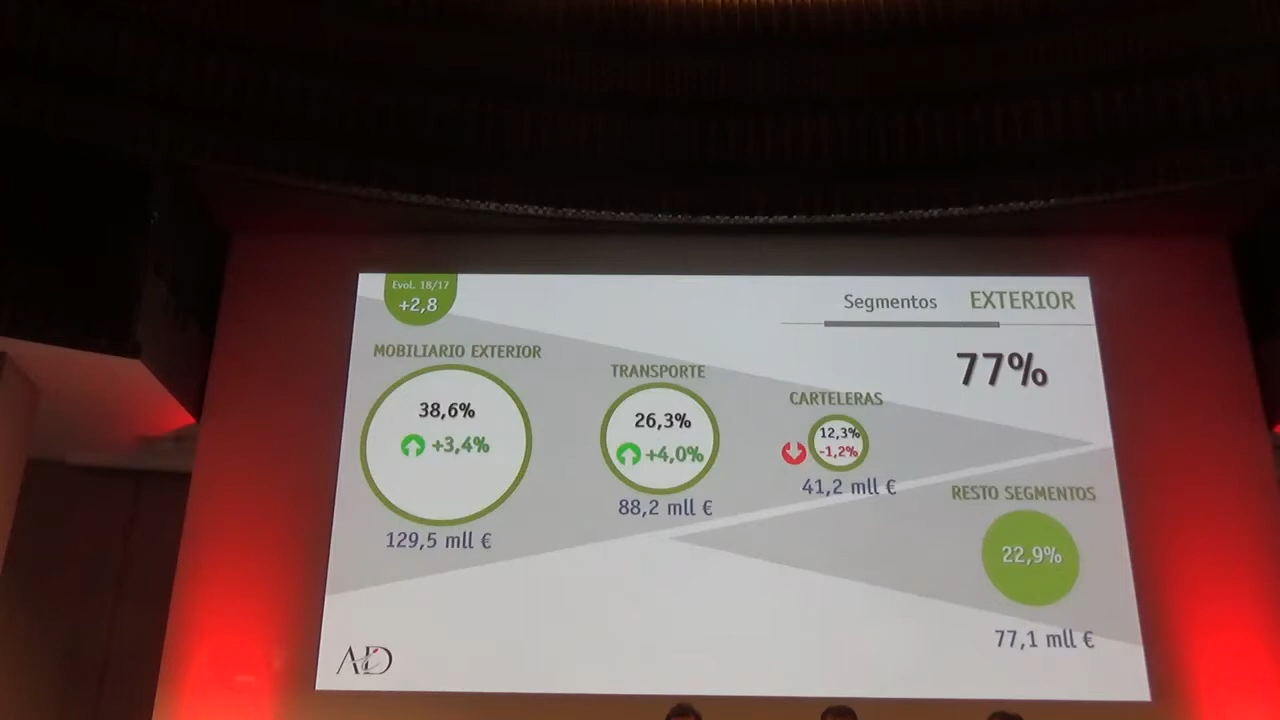 Evol. 18/17
+2,8
Segmentos EXTERIOR
77%
MOBILIARIO EXTERIOR
38,6%
+3,4%
129,5 mll €
TRANSPORTE
26,3%
+4,0%
88,2 mll €
CARTELERAS
12,3%
-1,2%
41,2 mll €
RESTO SEGMENTOS
22,9%
77,1 mll €